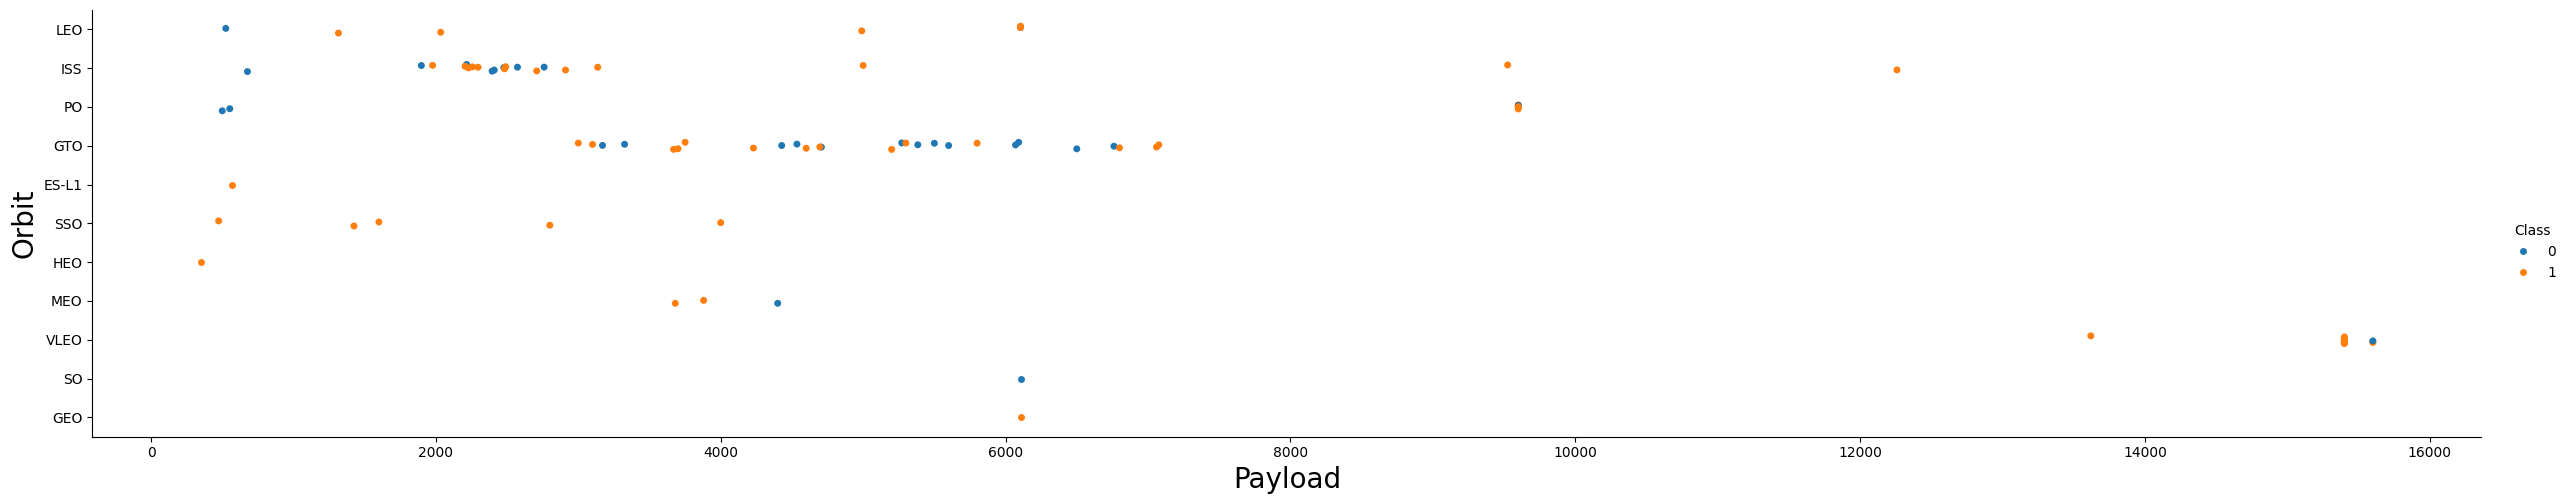 Orbit
LEO
ISS
PO
GTO
ES-L1
SSO
HEO
MEO
VLEO
SO
GEO
0 2000 4000 6000 8000 10000 12000 14000 16000
Payload
Class
0
1